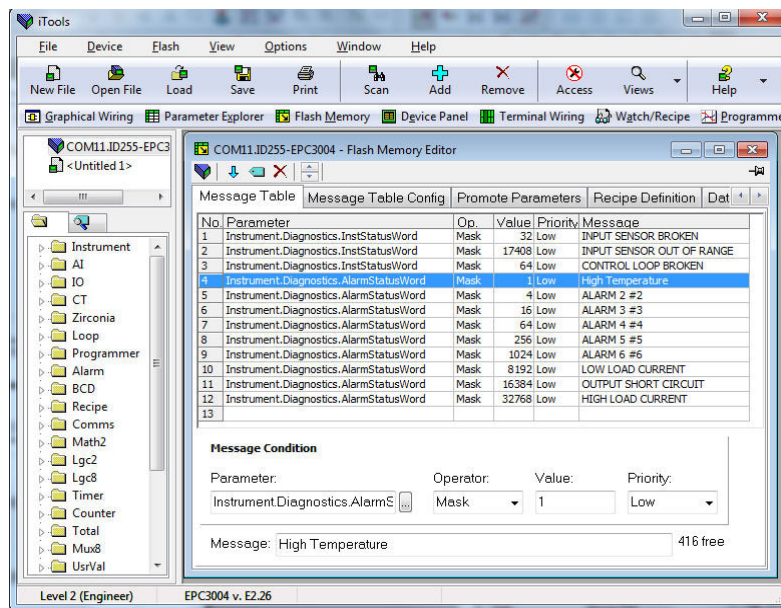 iTools
File Device Flash View Options Window Help
New File Open File Load Save Print Scan Add Remove Access Views Help
Graphical Wiring Parameter Explorer Flash Memory Device Panel Terminal Wiring Watch/Recipe Programme
COM11.ID255-EPC3
<Untitled 1>
Instrument
AI
IO
CT
Zirconia
Loop
Programmer
Alarm
BCD
Recipe
Comms
Math2
Lgc2
Lgc8
Timer
Counter
Total
Mux8
UsrVal
COM11.ID255-EPC3004 - Flash Memory Editor
Message Table Message Table Config Promote Parameters Recipe Definition Dat
No. Parameter Op. Value Priority Message
1 Instrument.Diagnostics.InstStatusWord Mask 32 Low INPUT SENSOR BROKEN
2 Instrument.Diagnostics.InstStatusWord Mask 17408 Low INPUT SENSOR OUT OF RANGE
3 Instrument.Diagnostics.InstStatusWord Mask 64 Low CONTROL LOOP BROKEN
4 Instrument.Diagnostics.AlarmStatusWord Mask 1 Low High Temperature
5 Instrument.Diagnostics.AlarmStatusWord Mask 4 Low ALARM 2 #2
6 Instrument.Diagnostics.AlarmStatusWord Mask 16 Low ALARM 3 #3
7 Instrument.Diagnostics.AlarmStatusWord Mask 64 Low ALARM 4 #4
8 Instrument.Diagnostics.AlarmStatusWord Mask 256 Low ALARM 5 #5
9 Instrument.Diagnostics.AlarmStatusWord Mask 1024 Low ALARM 6 #6
10 Instrument.Diagnostics.AlarmStatusWord Mask 8192 Low LOW LOAD CURRENT
11 Instrument.Diagnostics.AlarmStatusWord Mask 16384 Low OUTPUT SHORT CIRCUIT
12 Instrument.Diagnostics.AlarmStatusWord Mask 32768 Low HIGH LOAD CURRENT
13
Message Condition
Parameter: Operator: Value: Priority:
Instrument.Diagnostics.AlarmS ... Mask 1 Low
Message: High Temperature 416 free
Level 2 (Engineer) EPC3004 v. E2.26